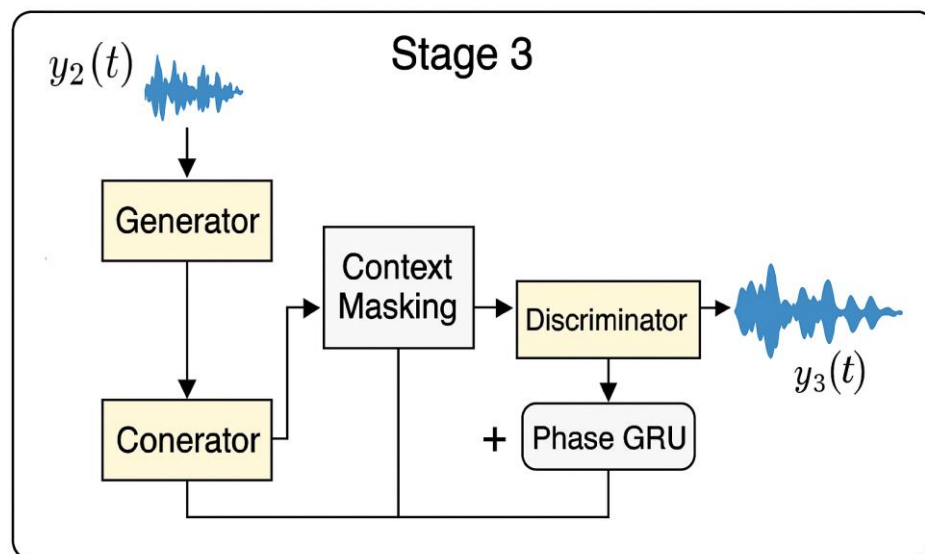 Stage 3
y₂(t)
Generator
Context
Masking
Discriminator
y₃(t)
Conerator
+ Phase GRU